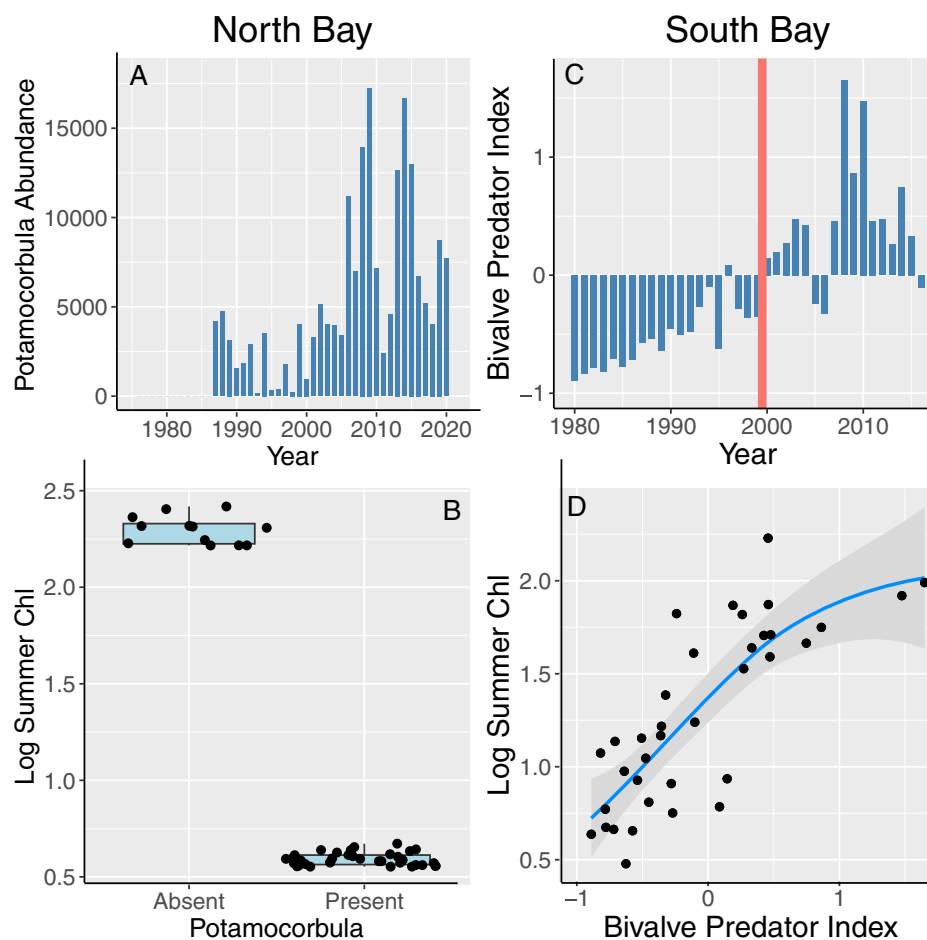 North Bay
South Bay
A
Potamocorbula Abundance
15000
10000
5000
0
1980 1990 2000 2010 2020
Year
C
Bivalve Predator Index
1
0
−1
1980 1990 2000 2010
Year
B
Log Summer Chl
2.5
2.0
1.5
1.0
0.5
Absent Present
Potamocorbula
D
Log Summer Chl
2.0
1.5
1.0
0.5
−1 0 1
Bivalve Predator Index